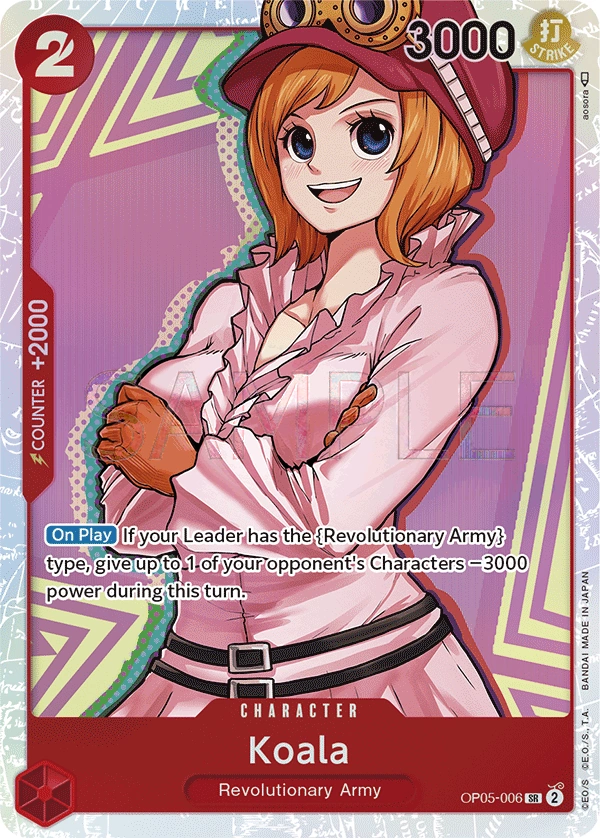 2
3000
打
STRIKE
aosora
COUNTER +2000
SAMPLE
On Play If your Leader has the {Revolutionary Army}
type, give up to 1 of your opponent's Characters −3000
power during this turn.
©E.O/S ©E.O./S., T.A. BANDAI MADE IN JAPAN
CHARACTER
Koala
Revolutionary Army
OP05-006 SR 2